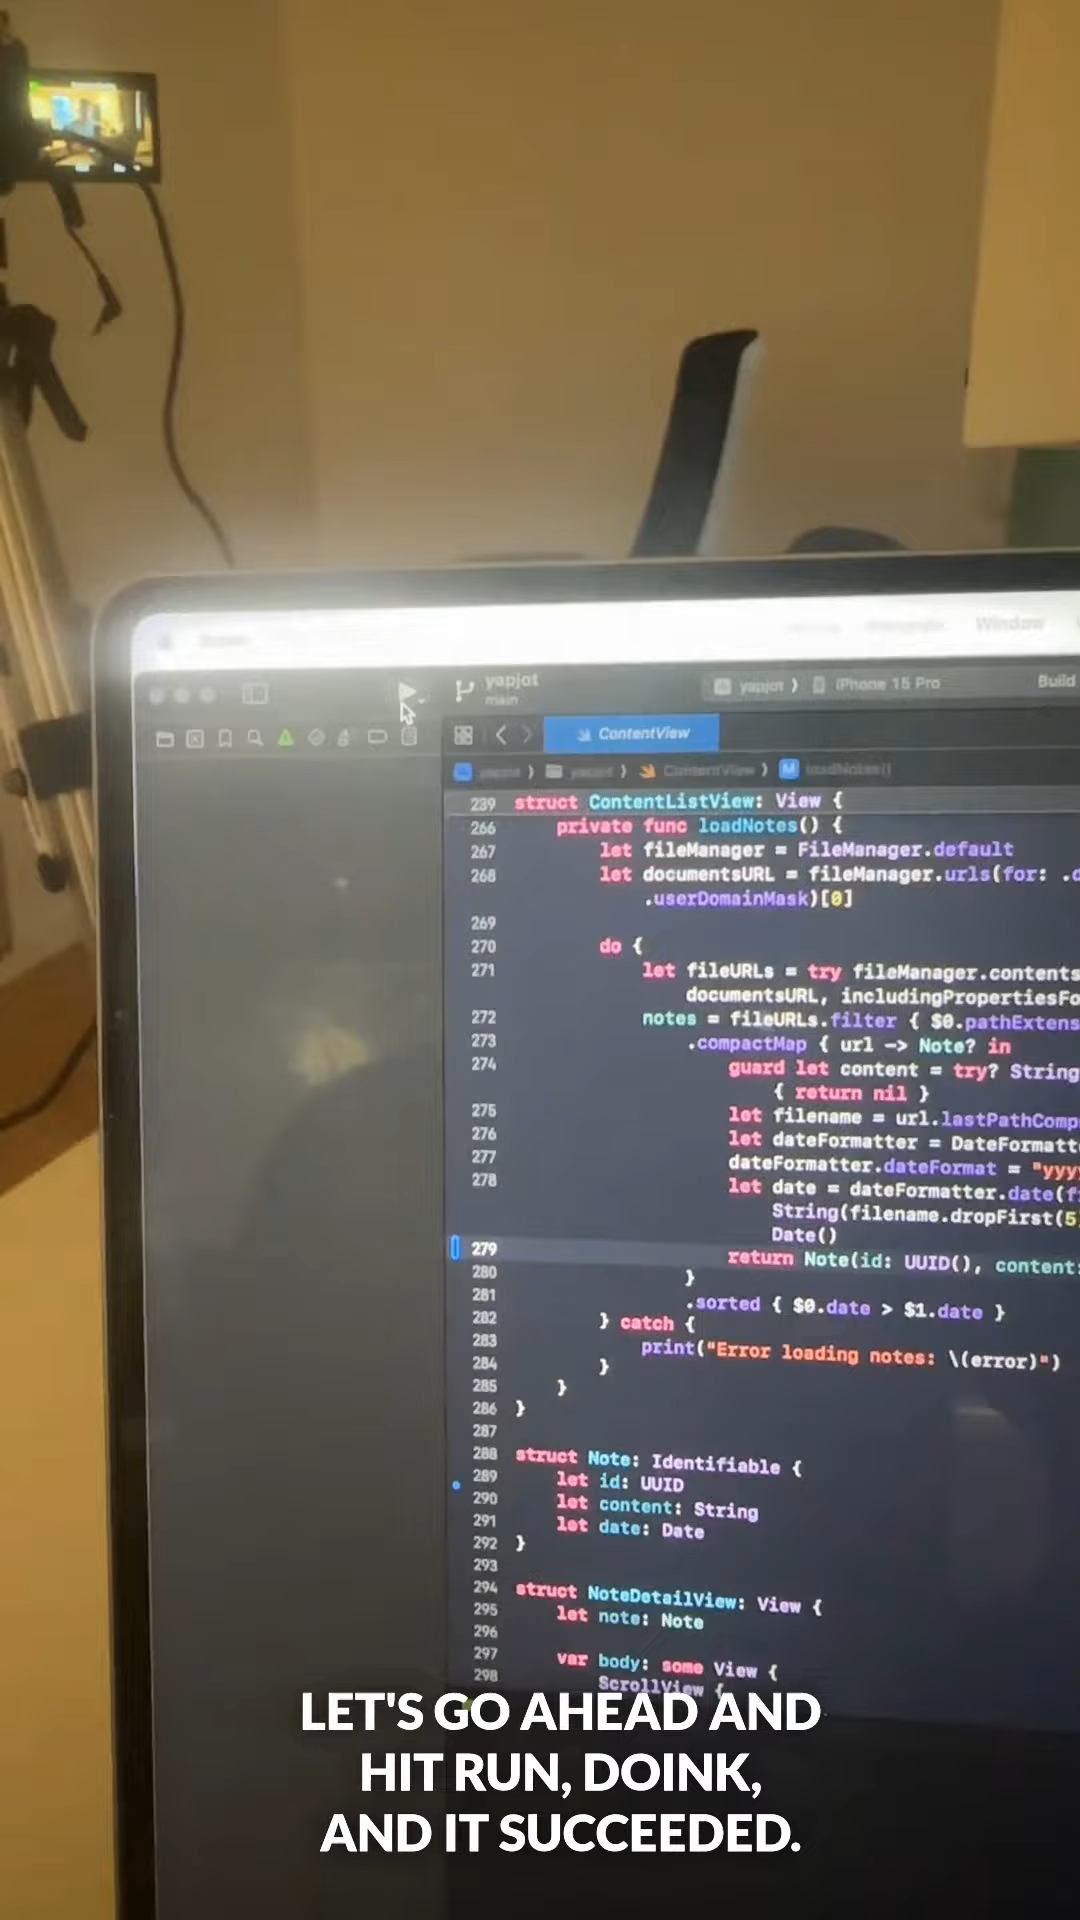 Window
yapjot
main
yapjot
iPhone 15 Pro
Build
ContentView
ContentView
loadNotes()
239 struct ContentListView: View {
266 private func loadNotes() {
267 let fileManager = FileManager.default
268 let documentsURL = fileManager.urls(for: .d
.userDomainMask)[0]
269
270 do {
271 let fileURLs = try fileManager.contents
documentsURL, includingPropertiesFo
272 notes = fileURLs.filter { $0.pathExtens
273 .compactMap { url -> Note? in
274 guard let content = try? String
{ return nil }
275 let filename = url.lastPathComp
276 let dateFormatter = DateFormatt
277 dateFormatter.dateFormat = "yyy
278 let date = dateFormatter.date(f
String(filename.dropFirst(5
Date()
279 return Note(id: UUID(), content:
280 }
281 .sorted { $0.date > $1.date }
282 } catch {
283 print("Error loading notes: \(error)")
284 }
285 }
286 }
287
288 struct Note: Identifiable {
289 let id: UUID
290 let content: String
291 let date: Date
292 }
293
294 struct NoteDetailView: View {
295 let note: Note
296
297 var body: some View {
298 ScrollView {
LET'S GO AHEAD AND
HIT RUN, DOINK,
AND IT SUCCEEDED.